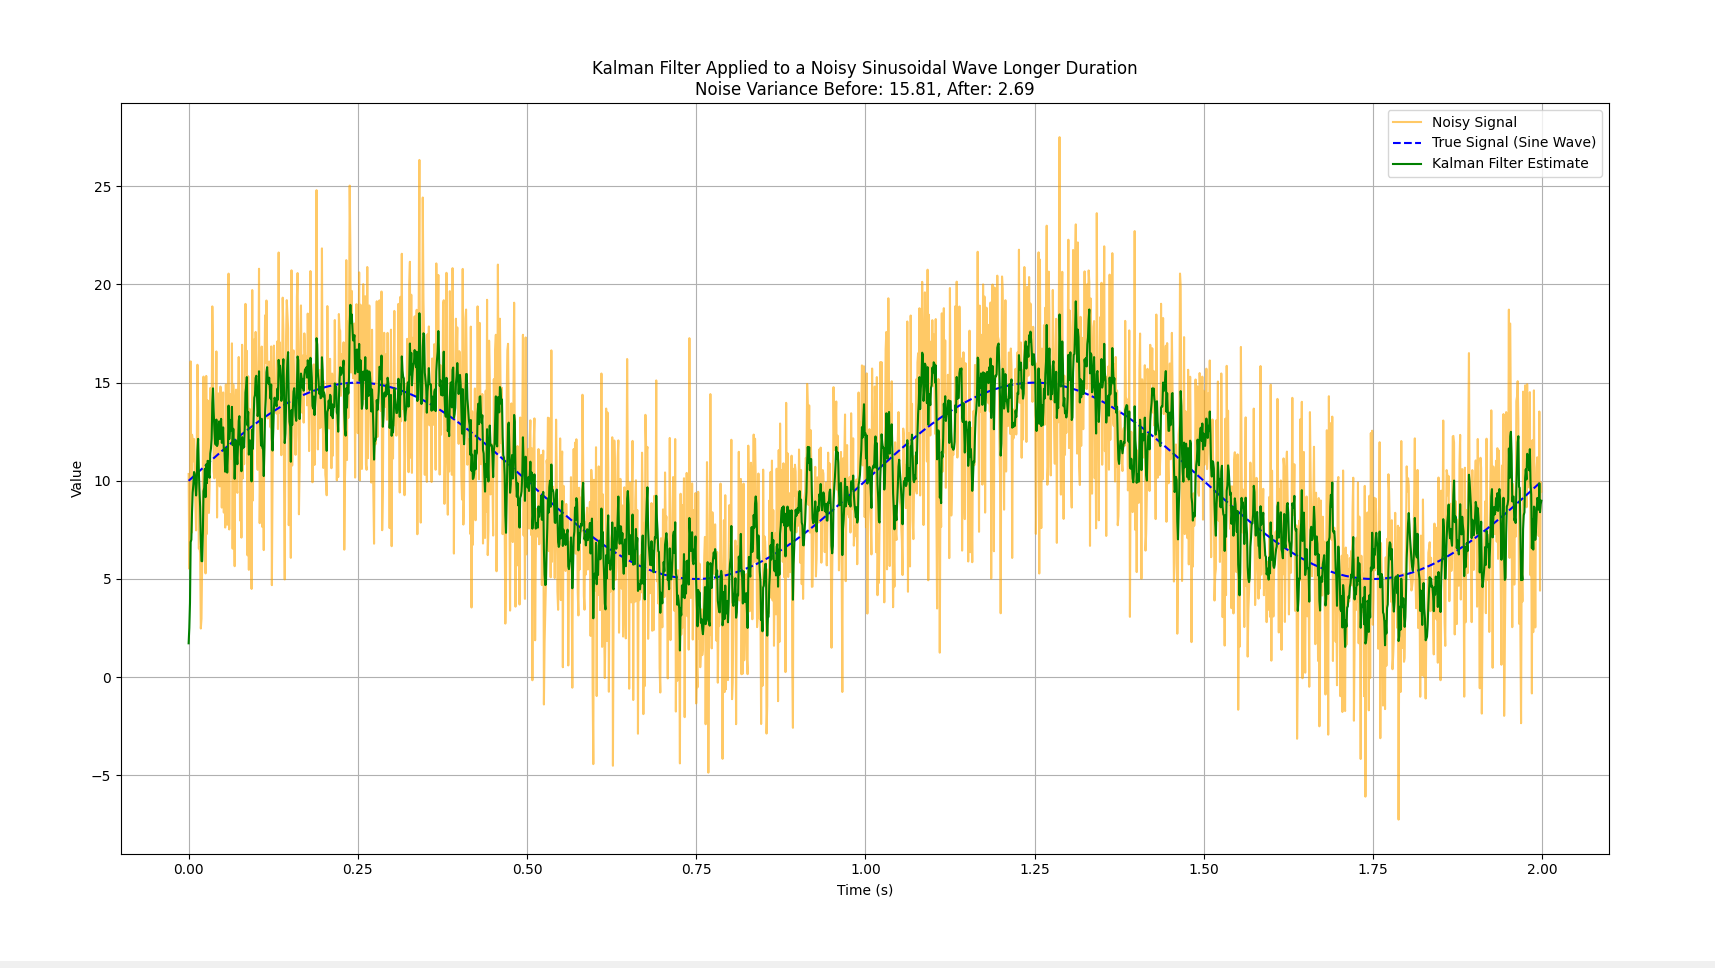 Kalman Filter Applied to a Noisy Sinusoidal Wave Longer Duration
Noise Variance Before: 15.81, After: 2.69
Noisy Signal
True Signal (Sine Wave)
Kalman Filter Estimate
25
20
15
10
5
0
−5
Value
0.00 0.25 0.50 0.75 1.00 1.25 1.50 1.75 2.00
Time (s)